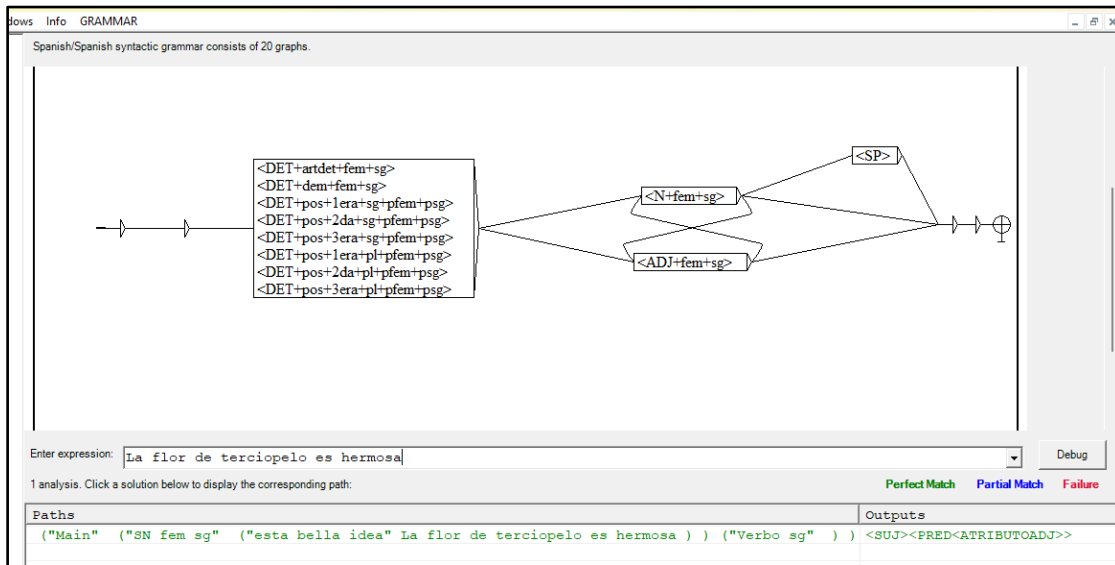 dows Info GRAMMAR
Spanish/Spanish syntactic grammar consists of 20 graphs.
<SP>
<DET+artdet+fem+sg>
<DET+dem+fem+sg>
<DET+pos+1era+sg+pfem+psg>
<DET+pos+2da+sg+pfem+psg>
<DET+pos+3era+sg+pfem+psg>
<DET+pos+1era+pl+pfem+psg>
<DET+pos+2da+pl+pfem+psg>
<DET+pos+3era+pl+pfem+psg>
<N+fem+sg>
<ADJ+fem+sg>
Enter expression: La flor de terciopelo es hermosa Debug
1 analysis. Click a solution below to display the corresponding path: Perfect Match Partial Match Failure
Paths Outputs
("Main" ("SN fem sg" ("esta bella idea" La flor de terciopelo es hermosa ) ) ("Verbo sg" ) ) <SUJ><PRED<ATRIBUTOADJ>>